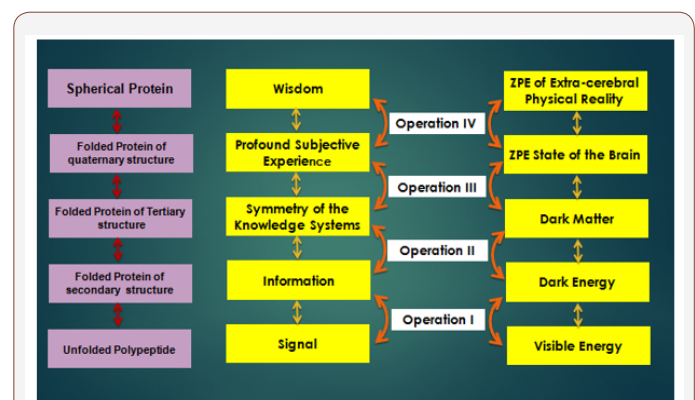 Spherical Protein
Folded Protein of
quaternary structure
Folded Protein of Tertiary
structure
Folded Protein of
secondary structure
Unfolded Polypeptide
Wisdom
Profound Subjective
Experience
Symmetry of the
Knowledge Systems
Information
Signal
Operation IV
Operation III
Operation II
Operation I
ZPE of Extra-cerebral
Physical Reality
ZPE State of the Brain
Dark Matter
Dark Energy
Visible Energy